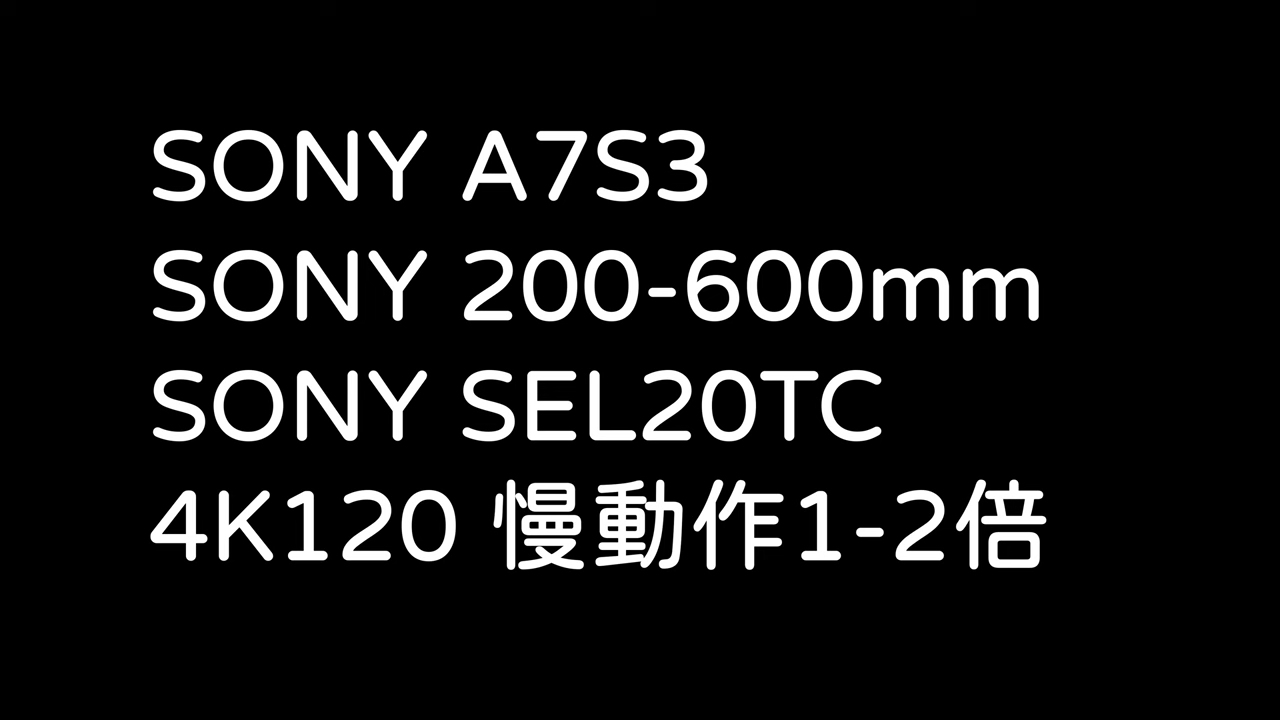 SONY A7S3
SONY 200-600mm
SONY SEL20TC
4K120 慢動作1-2倍